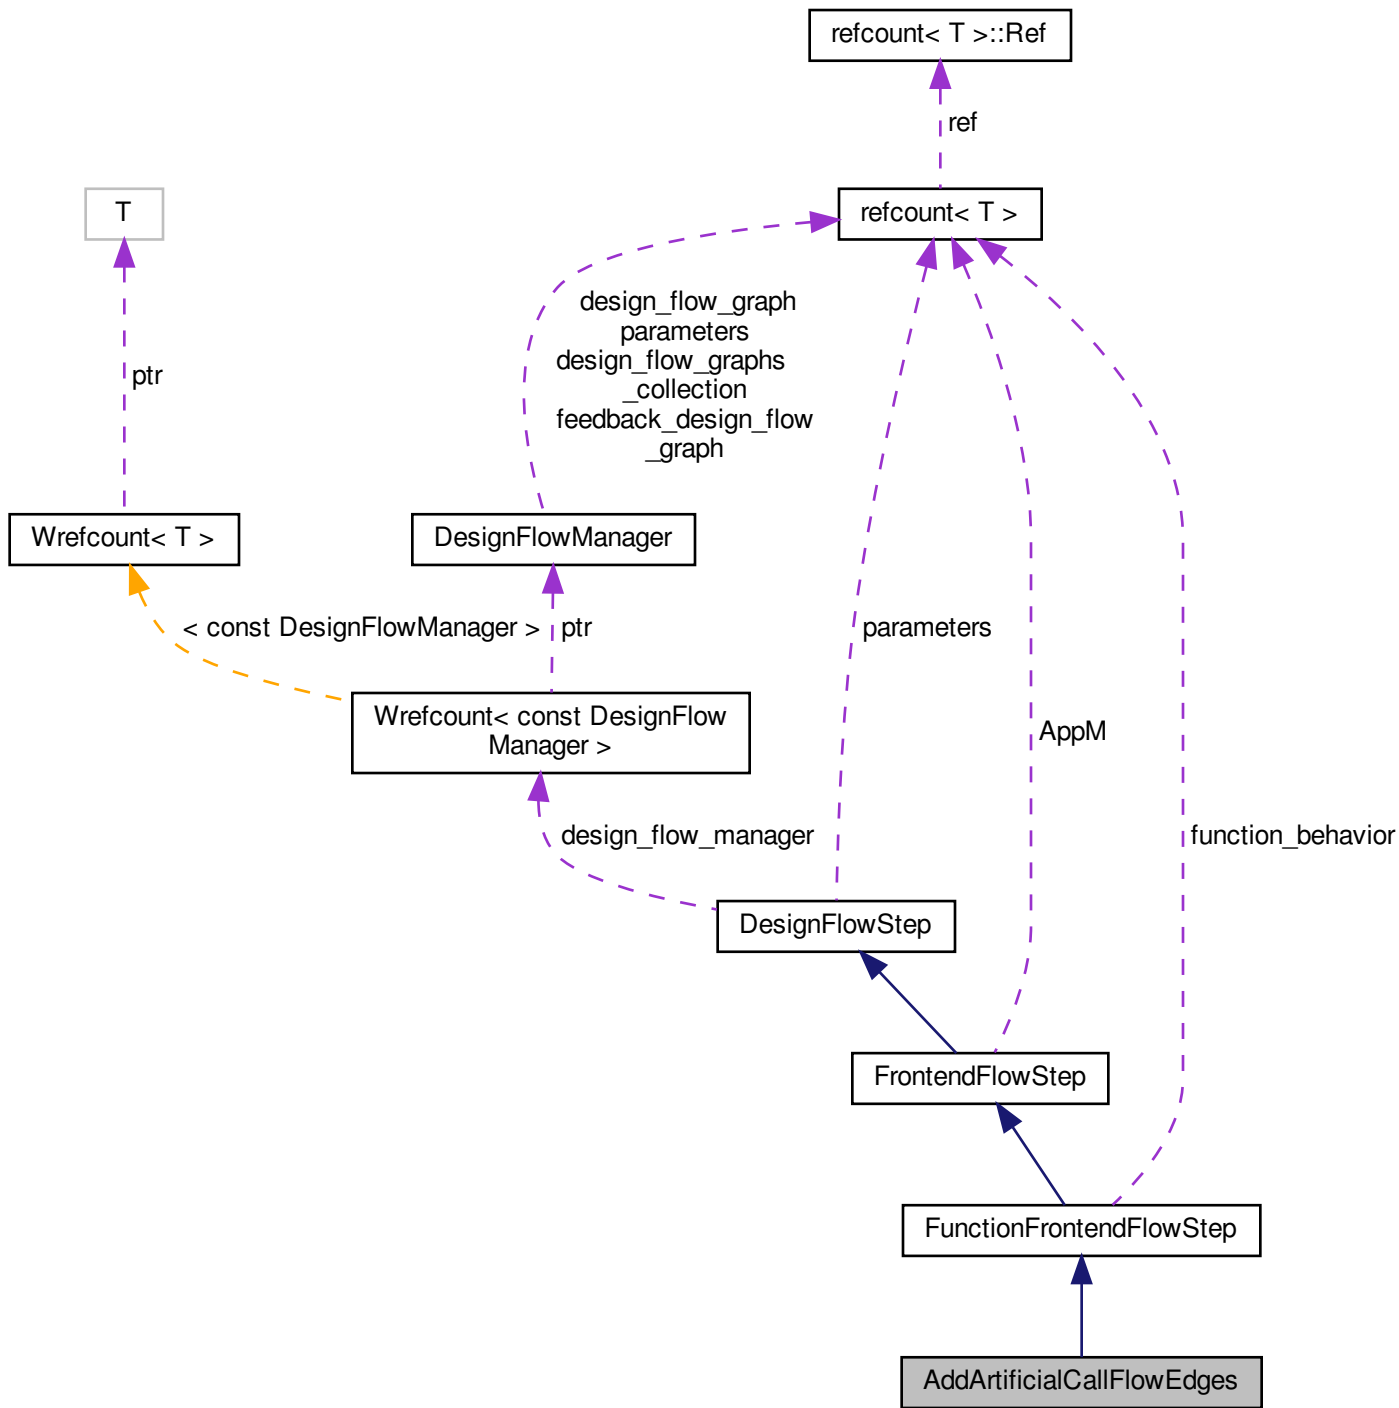 refcount< T >::Ref
ref
T
refcount< T >
design_flow_graph
parameters
design_flow_graphs
_collection
feedback_design_flow
_graph
ptr
Wrefcount< T >
DesignFlowManager
< const DesignFlowManager >
ptr
parameters
Wrefcount< const DesignFlow
Manager >
AppM
design_flow_manager
function_behavior
DesignFlowStep
FrontendFlowStep
FunctionFrontendFlowStep
AddArtificialCallFlowEdges